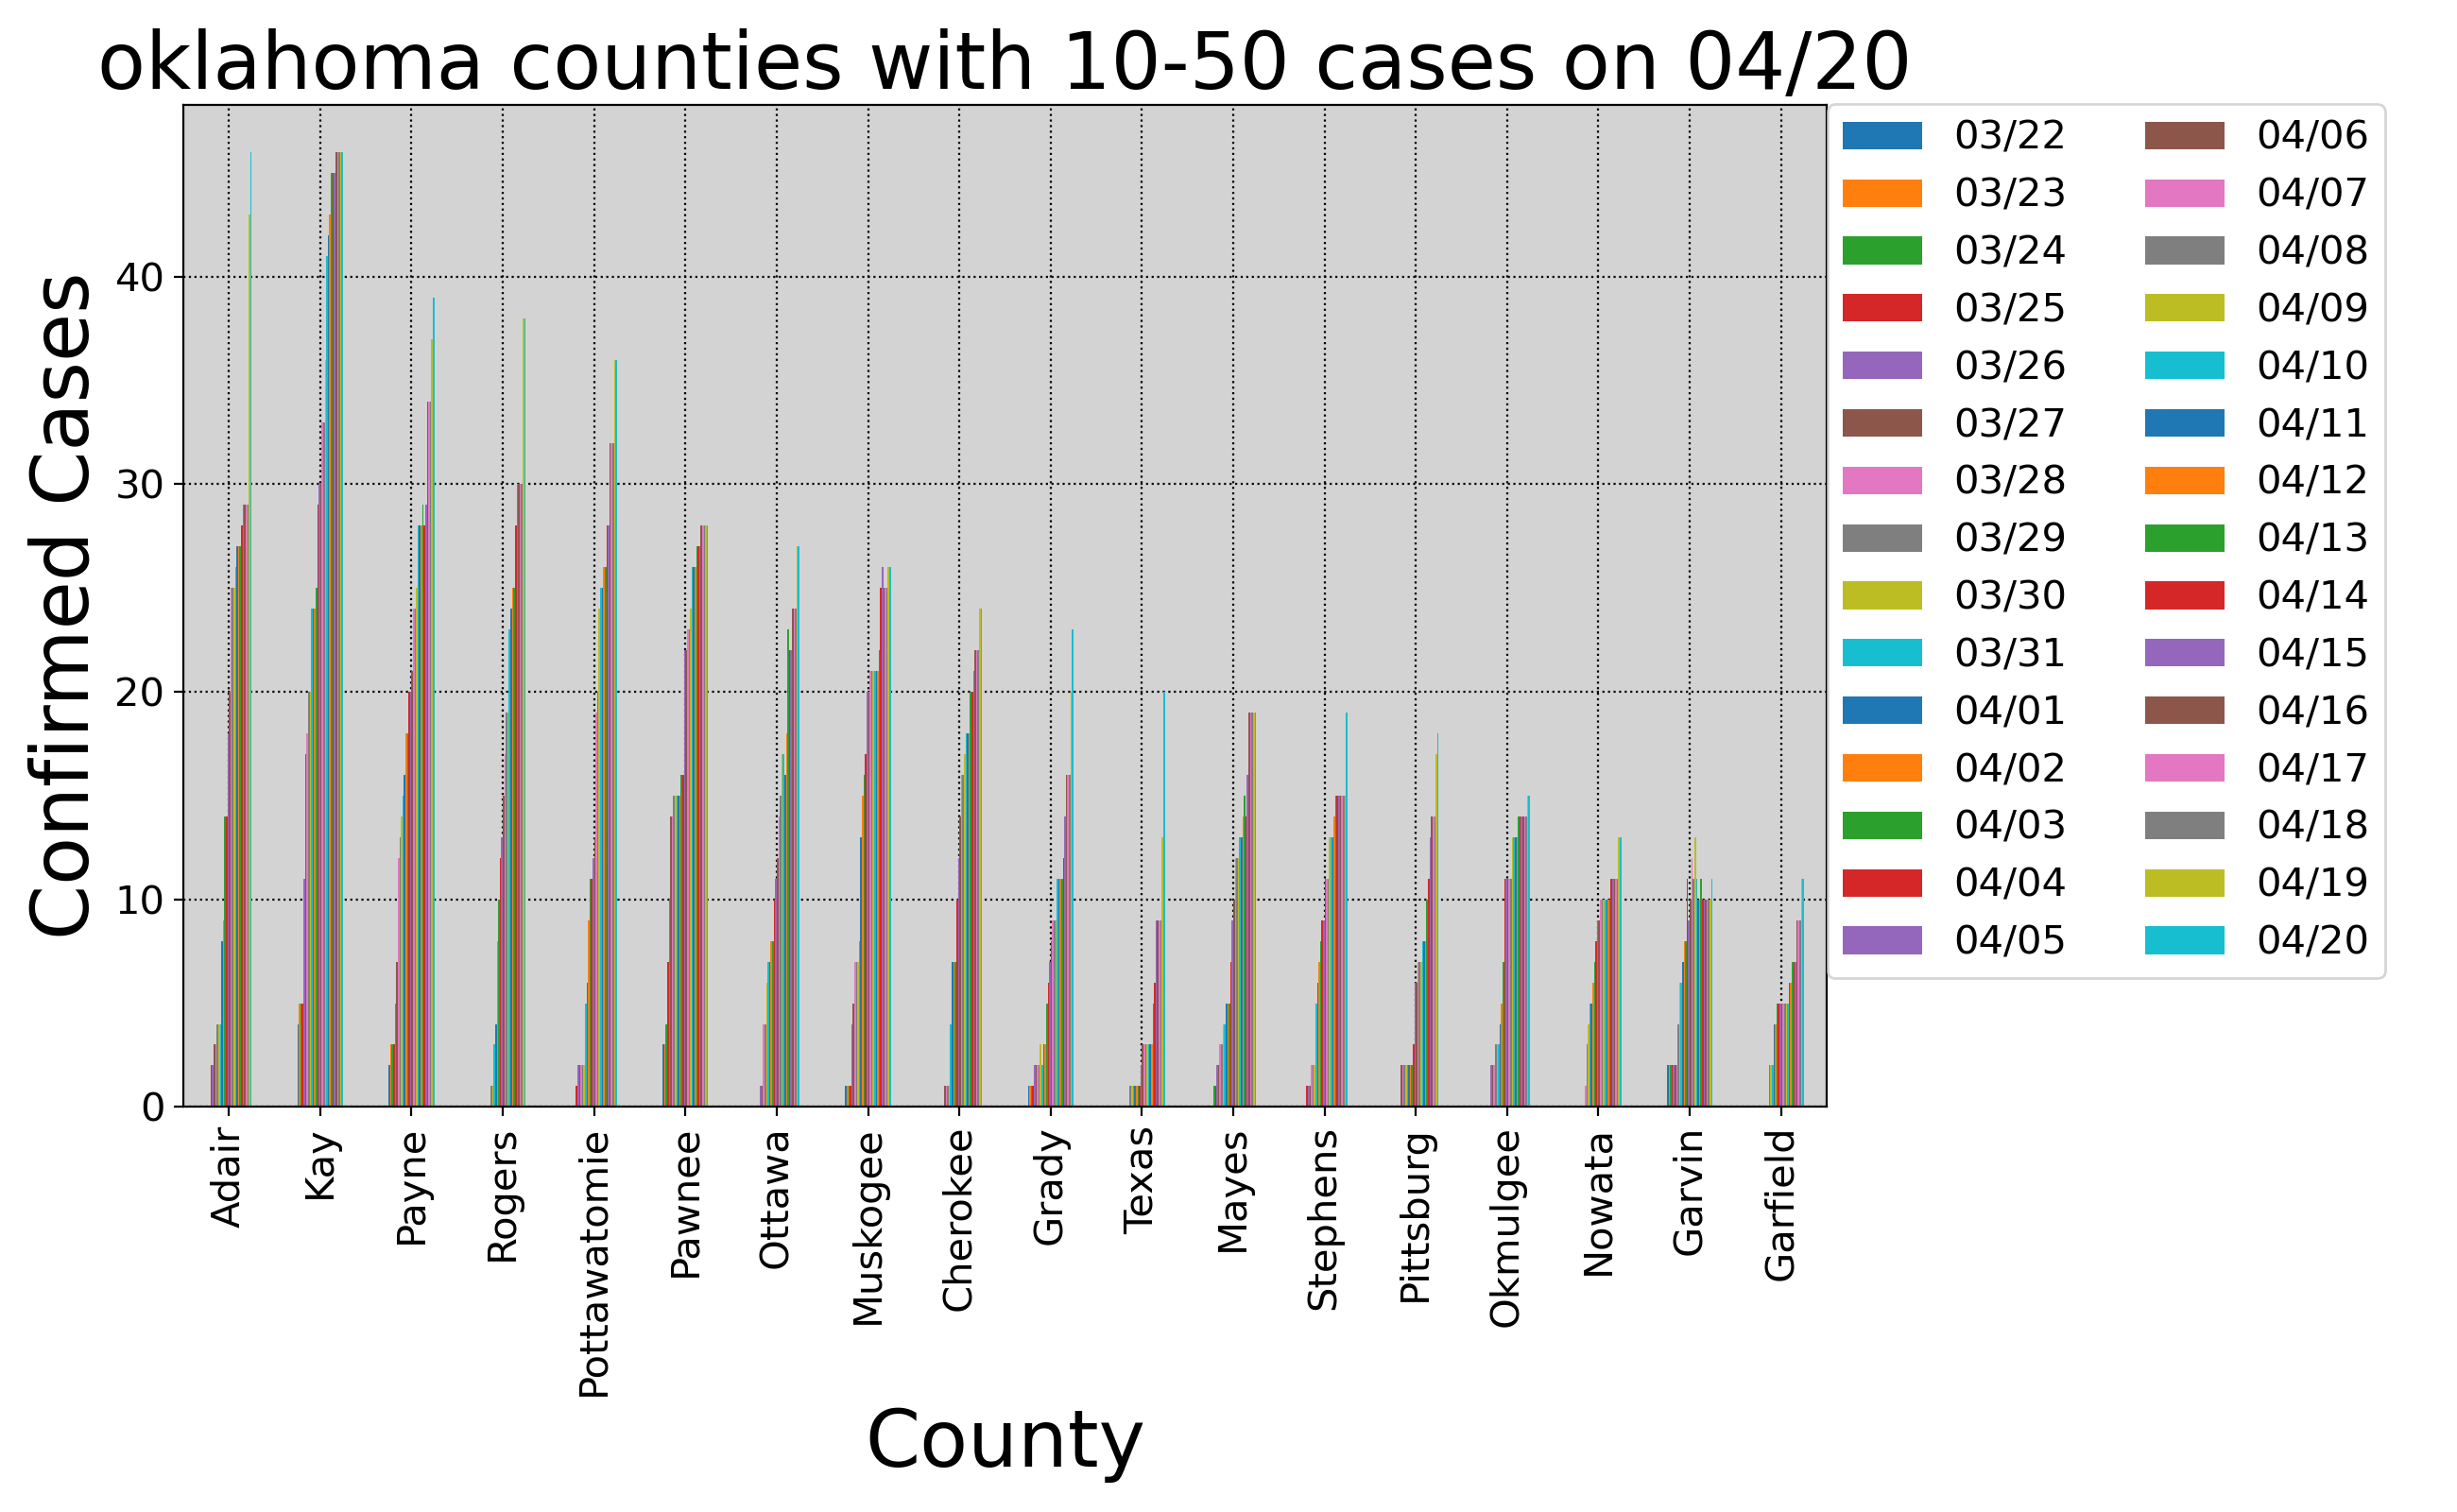 oklahoma counties with 10-50 cases on 04/20
Confirmed Cases
40
30
20
10
0
Adair
Kay
Payne
Rogers
Pottawatomie
Pawnee
Ottawa
Muskogee
Cherokee
Grady
Texas
Mayes
Stephens
Pittsburg
Okmulgee
Nowata
Garvin
Garfield
County
03/22
03/23
03/24
03/25
03/26
03/27
03/28
03/29
03/30
03/31
04/01
04/02
04/03
04/04
04/05
04/06
04/07
04/08
04/09
04/10
04/11
04/12
04/13
04/14
04/15
04/16
04/17
04/18
04/19
04/20